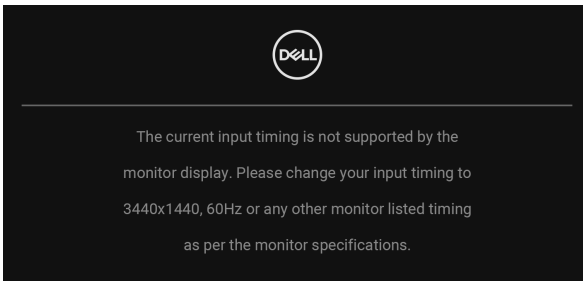 DELL
The current input timing is not supported by the
monitor display. Please change your input timing to
3440x1440, 60Hz or any other monitor listed timing
as per the monitor specifications.